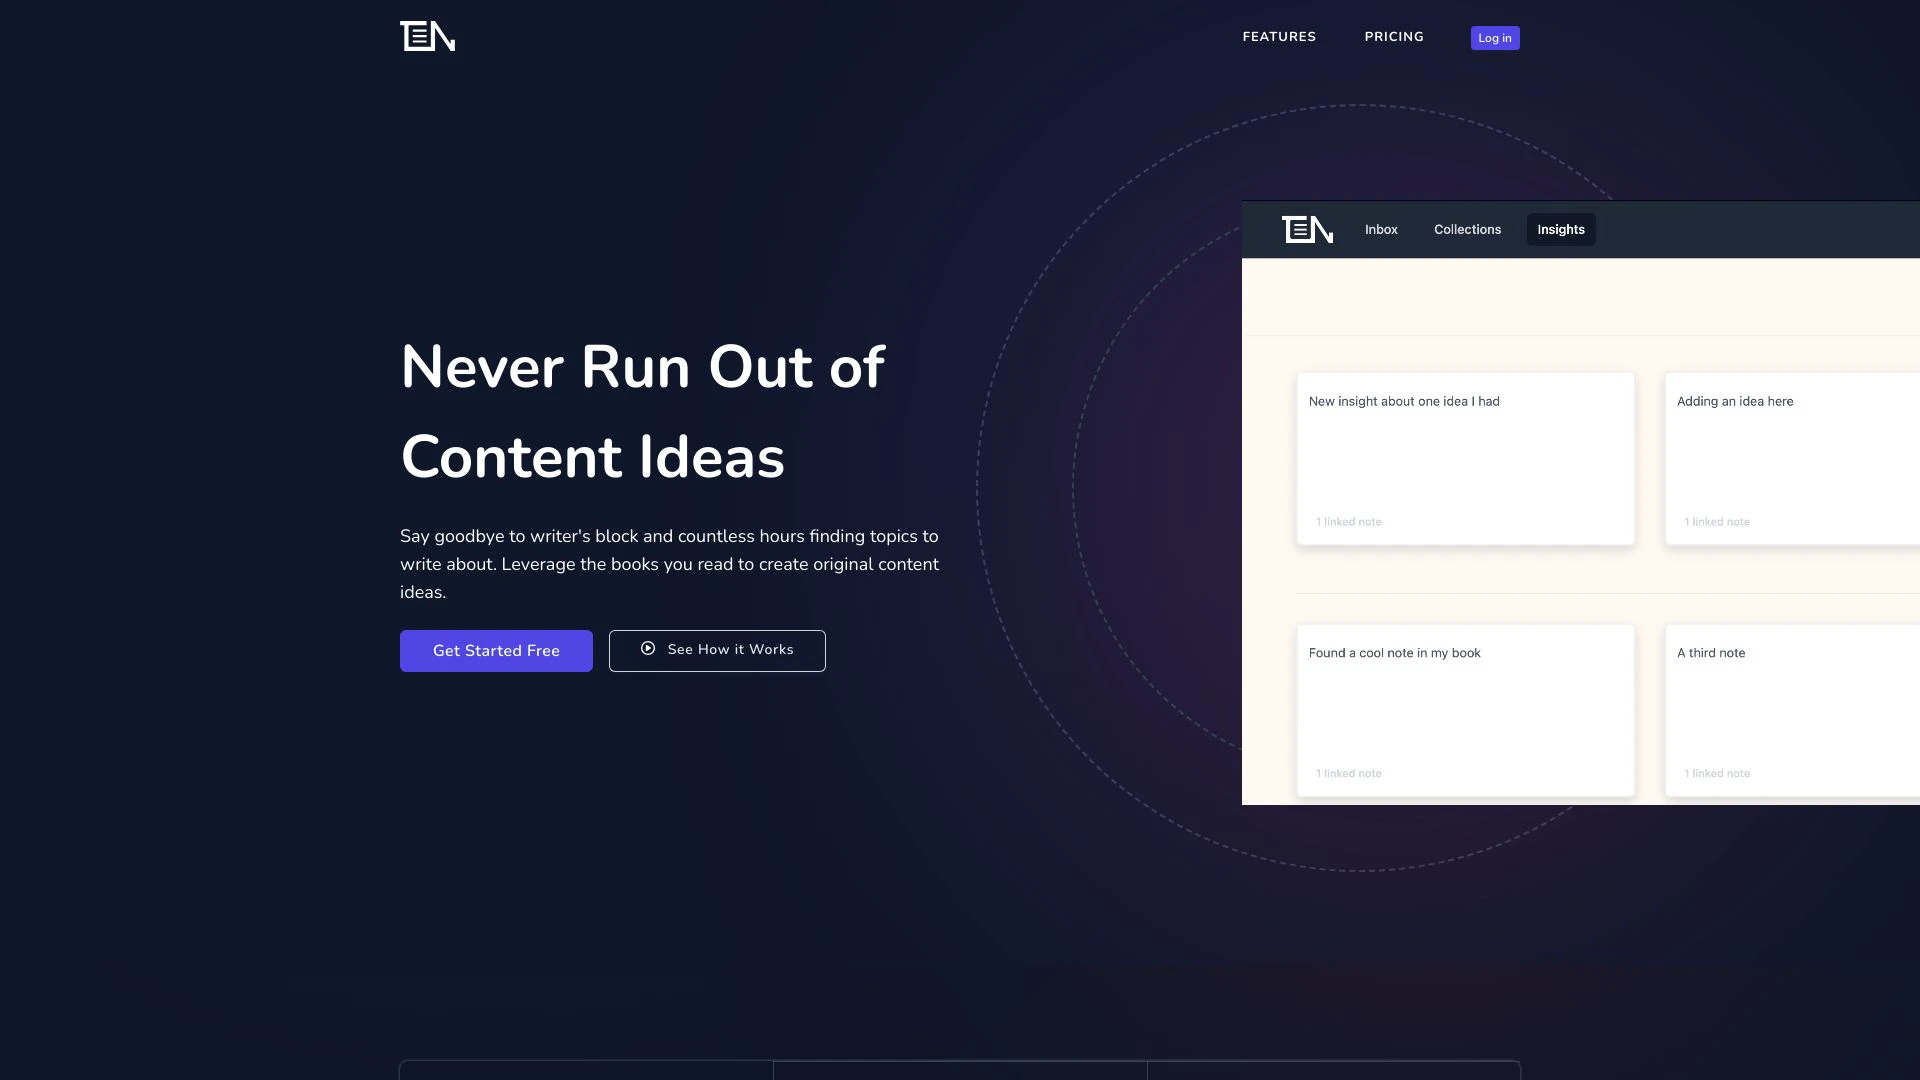 TEN
FEATURES
PRICING
Log in
Never Run Out of
Content Ideas
Say goodbye to writer's block and countless hours finding topics to
write about. Leverage the books you read to create original content
ideas.
Get Started Free
See How it Works
TEN
Inbox
Collections
Insights
New insight about one idea I had
1 linked note
Adding an idea here
1 linked note
Found a cool note in my book
1 linked note
A third note
1 linked note